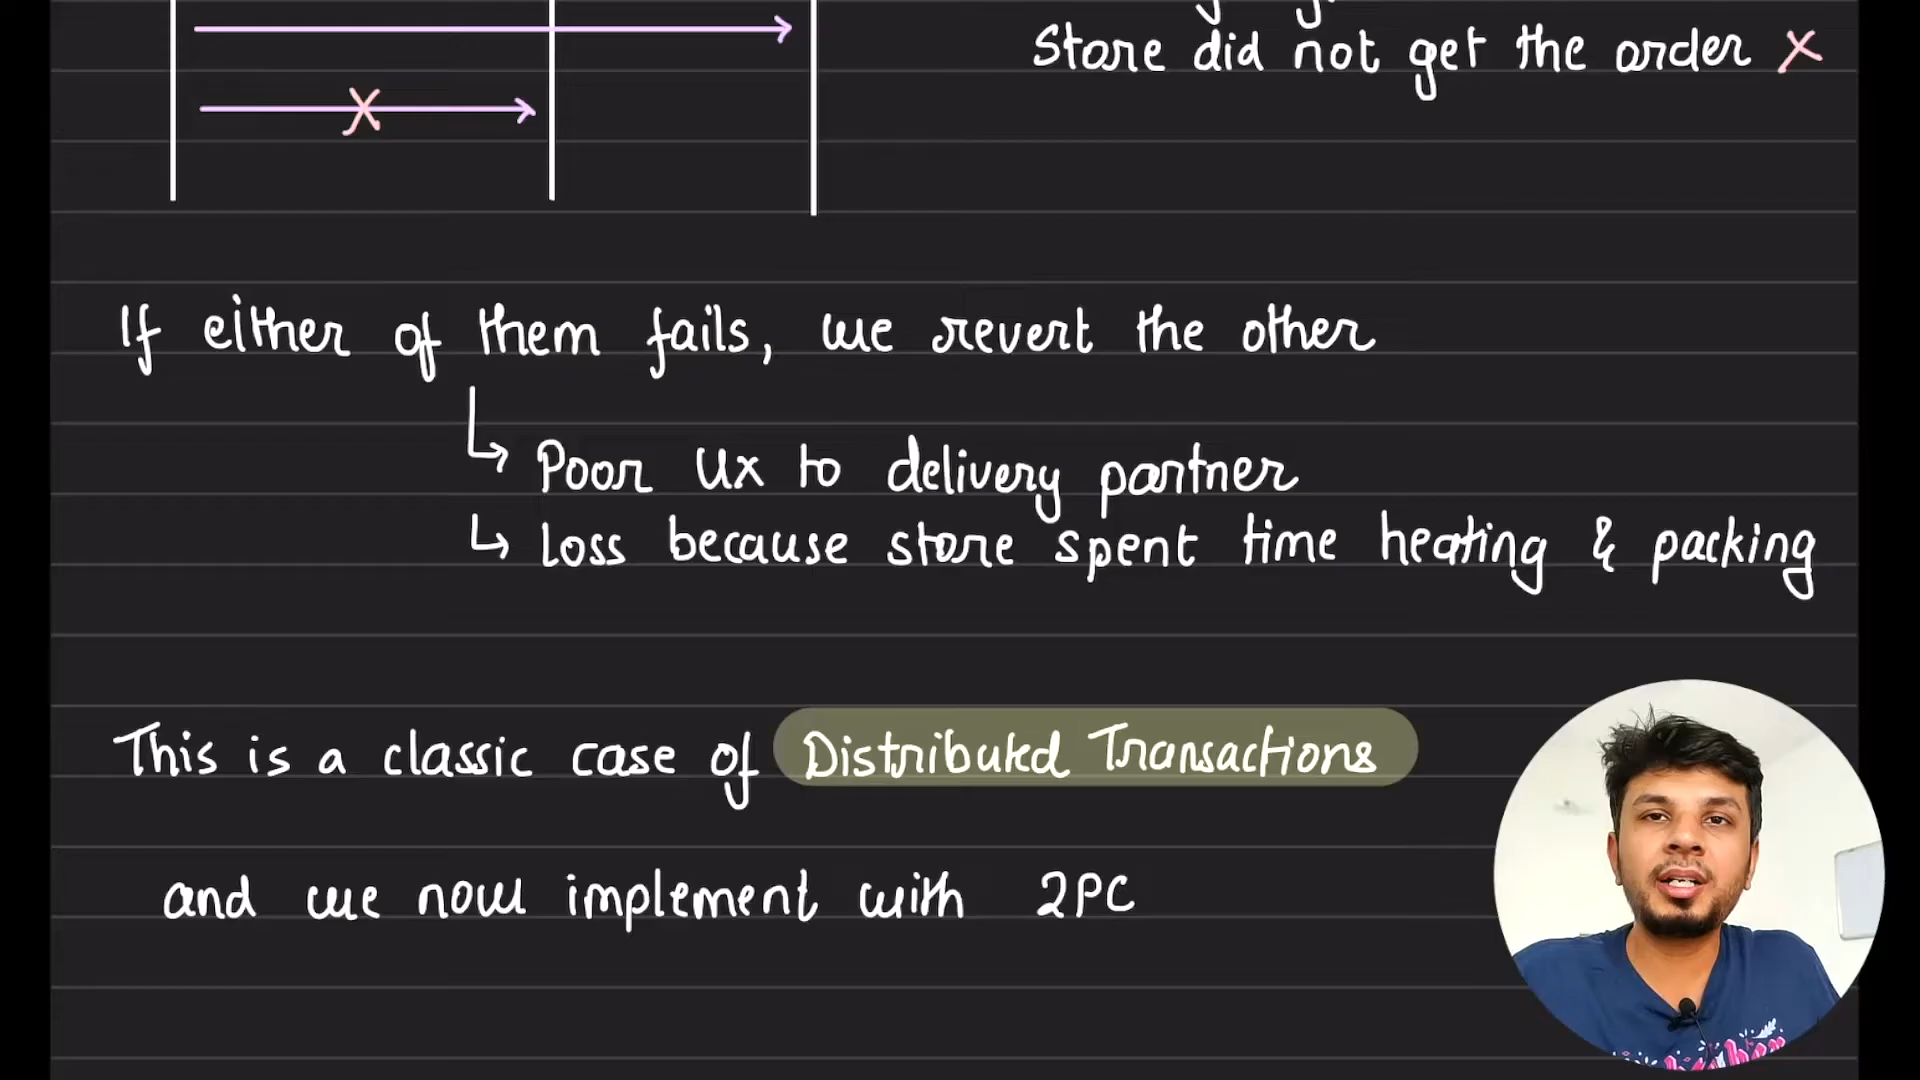 Store did not get the order X
If either of them fails, we revert the other
↳ Poor Ux to delivery partner
↳ Loss because store spent time heating & packing
This is a classic case of Distributed Transactions
and we now implement with 2PC